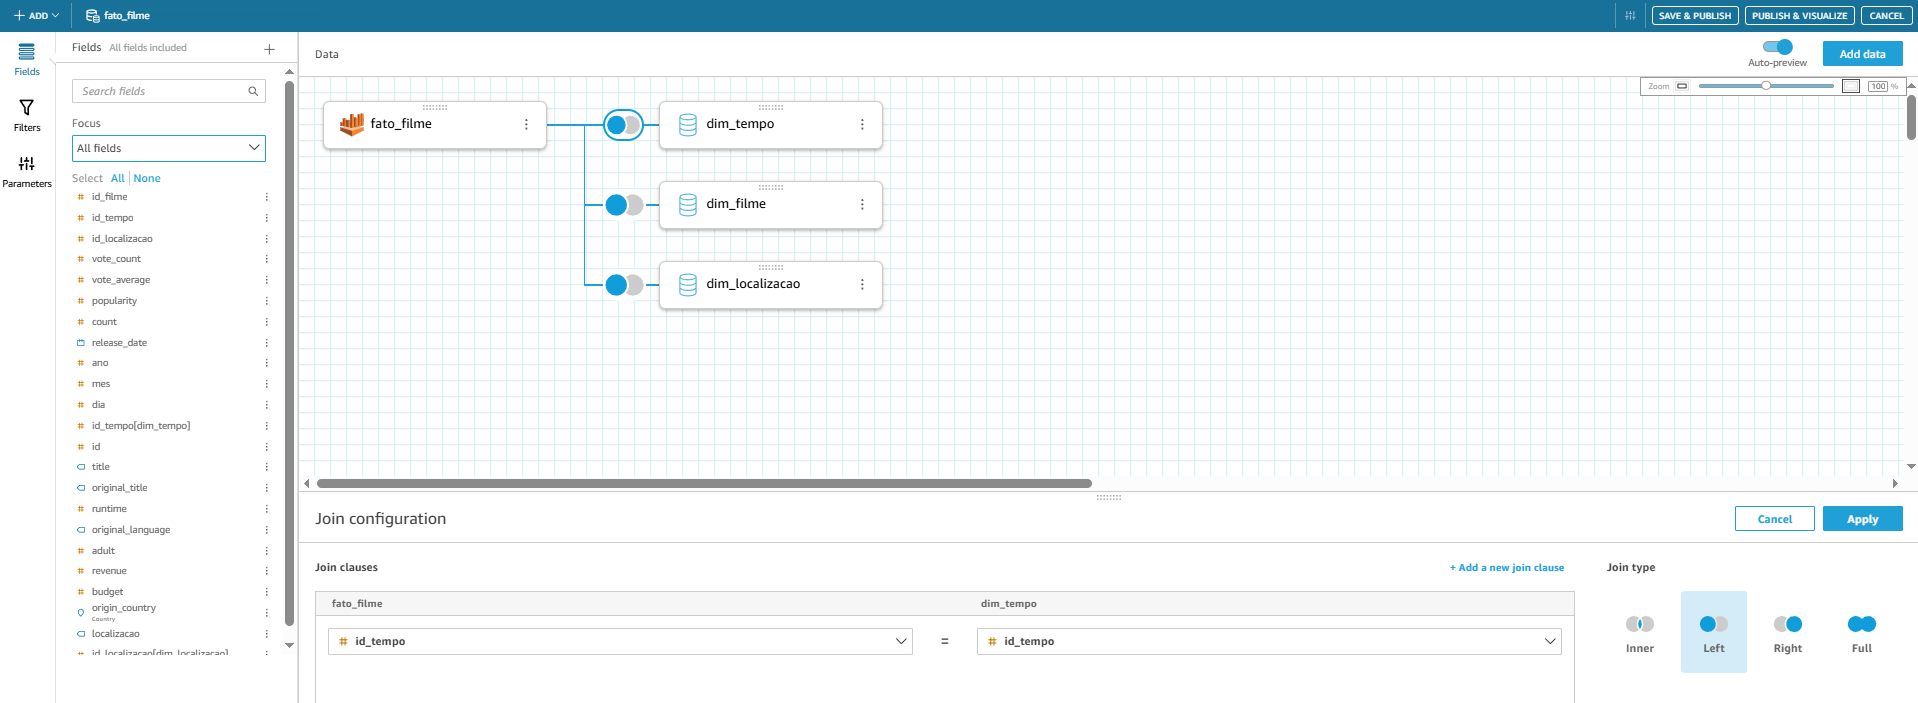 ADD
fato_filme
SAVE & PUBLISH
PUBLISH & VISUALIZE
CANCEL
Fields
Filters
Parameters
Fields All fields included
Search fields
Focus
All fields
Select All None
id_filme
id_tempo
id_localizacao
vote_count
vote_average
popularity
count
release_date
ano
mes
dia
id_tempo[dim_tempo]
id
title
original_title
runtime
original_language
adult
revenue
budget
origin_country
Country
localizacao
id_localizacao[dim_localizacao]
Data
Auto-preview
Add data
Zoom 100 %
fato_filme
dim_tempo
dim_filme
dim_localizacao
Join configuration
Cancel
Apply
Join clauses
+ Add a new join clause
fato_filme dim_tempo
id_tempo = id_tempo
Join type
Inner
Left
Right
Full